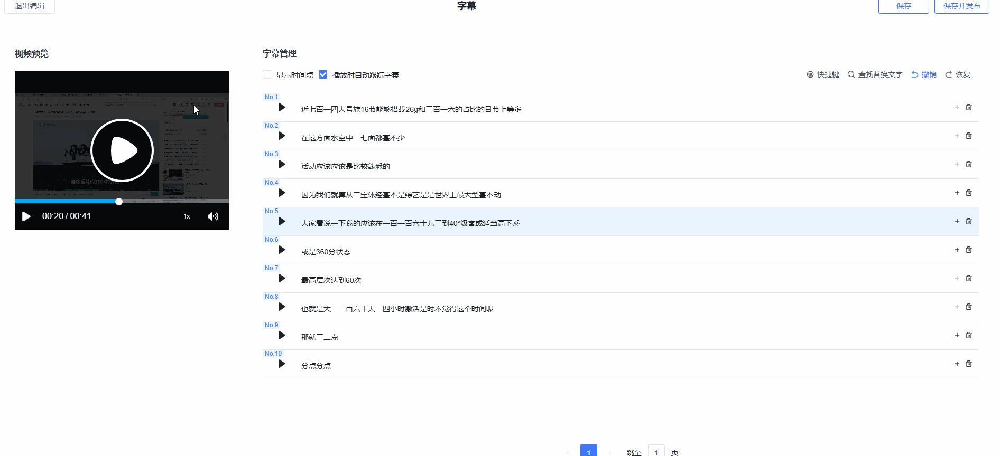 退出编辑
字幕
保存
保存并发布
视频预览
字幕管理
显示时间点
播放时自动跟踪字幕
快捷键
查找替换文字
撤销
恢复
No.1
近七百一四大号族16节能够搭载26g和三百一六的占比的目节上等多
No.2
在这方面水空中一七面都基不少
No.3
活动应该应该是比较熟悉的
No.4
因为我们就算从二宝体经基本是综艺是是世界上最大型基本动
No.5
大家看说一下我的应该在一百一百六十九三到40°级客或适当高下乘
No.6
或是360分状态
No.7
最高层次达到60次
No.8
也就是大一一百六十天一四小时激活是时不觉得这个时间呢
No.9
那就三二点
No.10
分点分点
00:20 / 00:41
1x
1
跳至
1
页